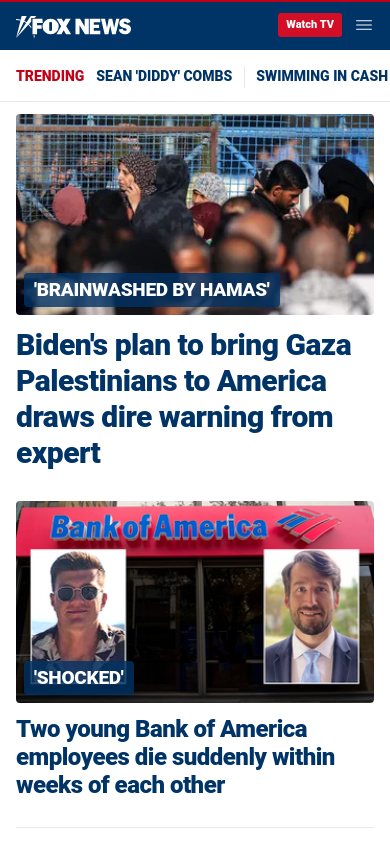 FOX NEWS
Watch TV
TRENDING SEAN 'DIDDY' COMBS SWIMMING IN CASH
'BRAINWASHED BY HAMAS'
Biden's plan to bring Gaza
Palestinians to America
draws dire warning from
expert
Bank of America
'SHOCKED'
Two young Bank of America
employees die suddenly within
weeks of each other